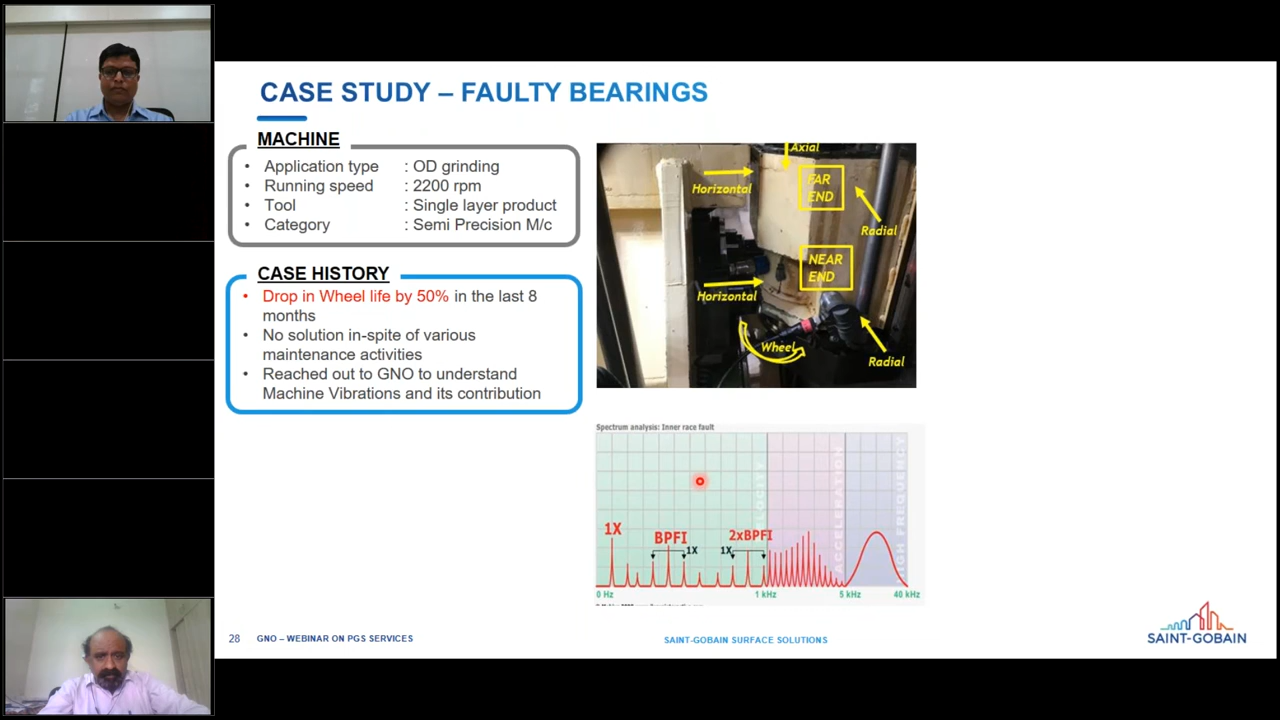 CASE STUDY – FAULTY BEARINGS
MACHINE
• Application type : OD grinding
• Running speed : 2200 rpm
• Tool : Single layer product
• Category : Semi Precision M/c
CASE HISTORY
• Drop in Wheel life by 50% in the last 8
months
• No solution in-spite of various
maintenance activities
• Reached out to GNO to understand
Machine Vibrations and its contribution
Axial
Horizontal
FAR
END
Radial
NEAR
END
Horizontal
Wheel
Radial
Spectrum analysis: Inner race fault
VELOCITY
ACCELERATION
HIGH FREQUENCY
1X
BPFI
1X
2xBPFI
1X
0 Hz
1 kHz
5 kHz
40 kHz
28
GNO – WEBINAR ON PGS SERVICES
SAINT-GOBAIN SURFACE SOLUTIONS
SAINT-GOBAIN